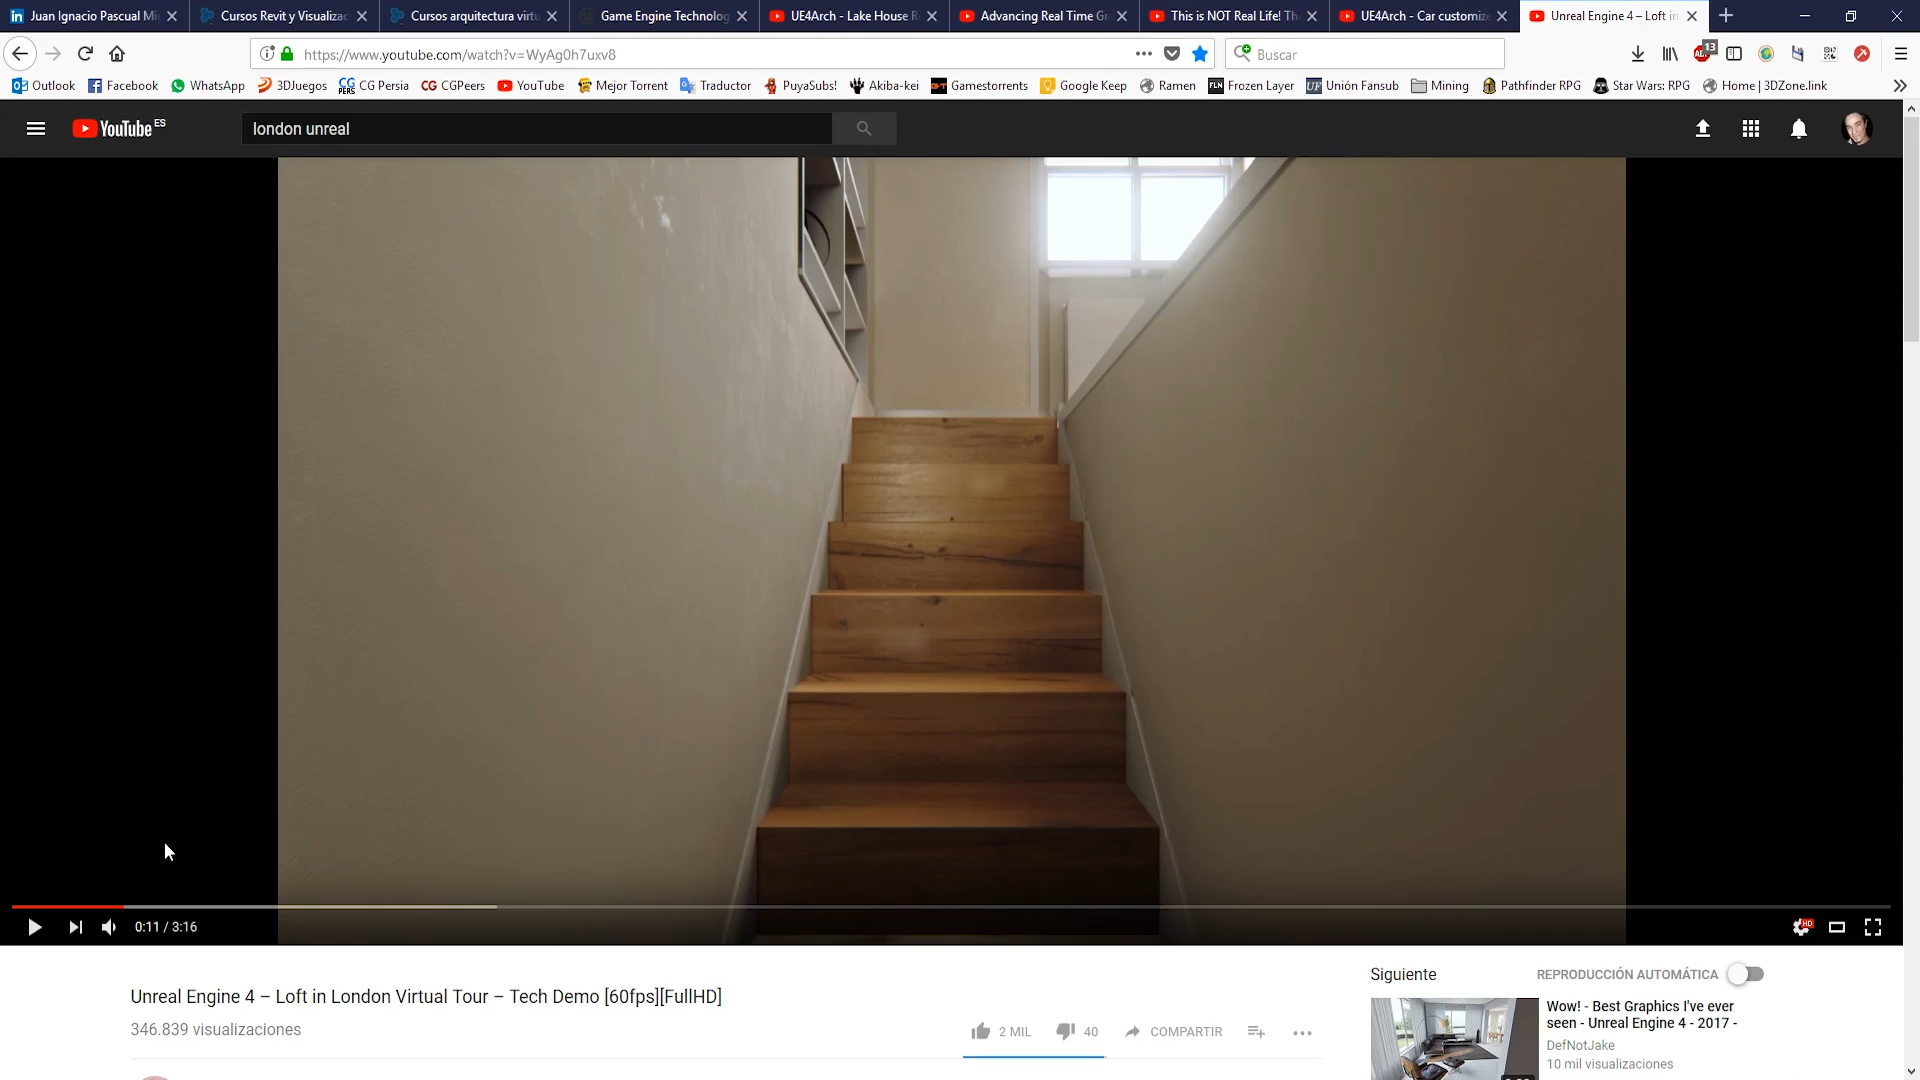 Juan Ignacio Pascual Mi
Cursos Revit y Visualizac
Cursos arquitectura virtu
Game Engine Technolog
UE4Arch - Lake House R
Advancing Real Time Gr
This is NOT Real Life! Th
UE4Arch - Car customize
Unreal Engine 4 – Loft in
https://www.youtube.com/watch?v=WyAg0h7uxv8
Buscar
13
Outlook
Facebook
WhatsApp
3DJuegos
CG Persia
CGPeers
YouTube
Mejor Torrent
Traductor
PuyaSubs!
Akiba-kei
Gamestorrents
Google Keep
Ramen
Frozen Layer
Unión Fansub
Mining
Pathfinder RPG
Star Wars: RPG
Home | 3DZone.link
YouTube ES
london unreal
0:11 / 3:16
HD
Unreal Engine 4 – Loft in London Virtual Tour – Tech Demo [60fps][FullHD]
346.839 visualizaciones
2 MIL
40
COMPARTIR
Siguiente
REPRODUCCIÓN AUTOMÁTICA
Wow! - Best Graphics I've ever
seen - Unreal Engine 4 - 2017 -
DefNotJake
10 mil visualizaciones